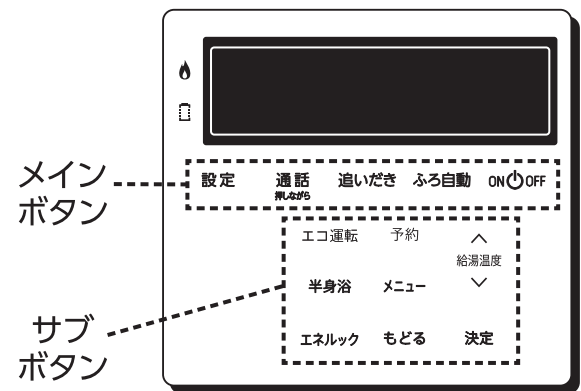 メイン
ボタン
設定 通話 追いだき ふろ自動 ON OFF
押しながら
エコ運転 予約
給湯温度
半身浴 メニュー
エネルック もどる 決定
サブ
ボタン